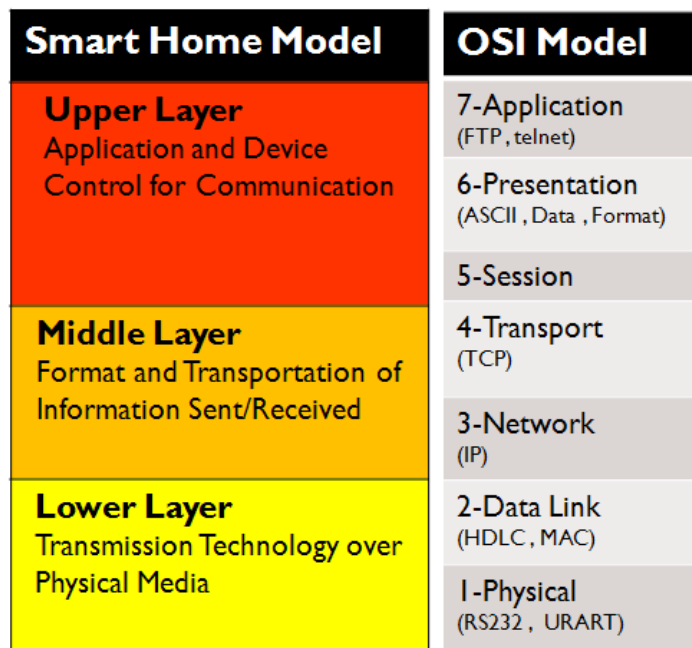 Smart Home Model
Upper Layer
Application and Device
Control for Communication
Middle Layer
Format and Transportation of
Information Sent/Received
Lower Layer
Transmission Technology over
Physical Media
OSI Model
7-Application
(FTP, telnet)
6-Presentation
(ASCII, Data, Format)
5-Session
4-Transport
(TCP)
3-Network
(IP)
2-Data Link
(HDLC, MAC)
1-Physical
(RS232, URART)